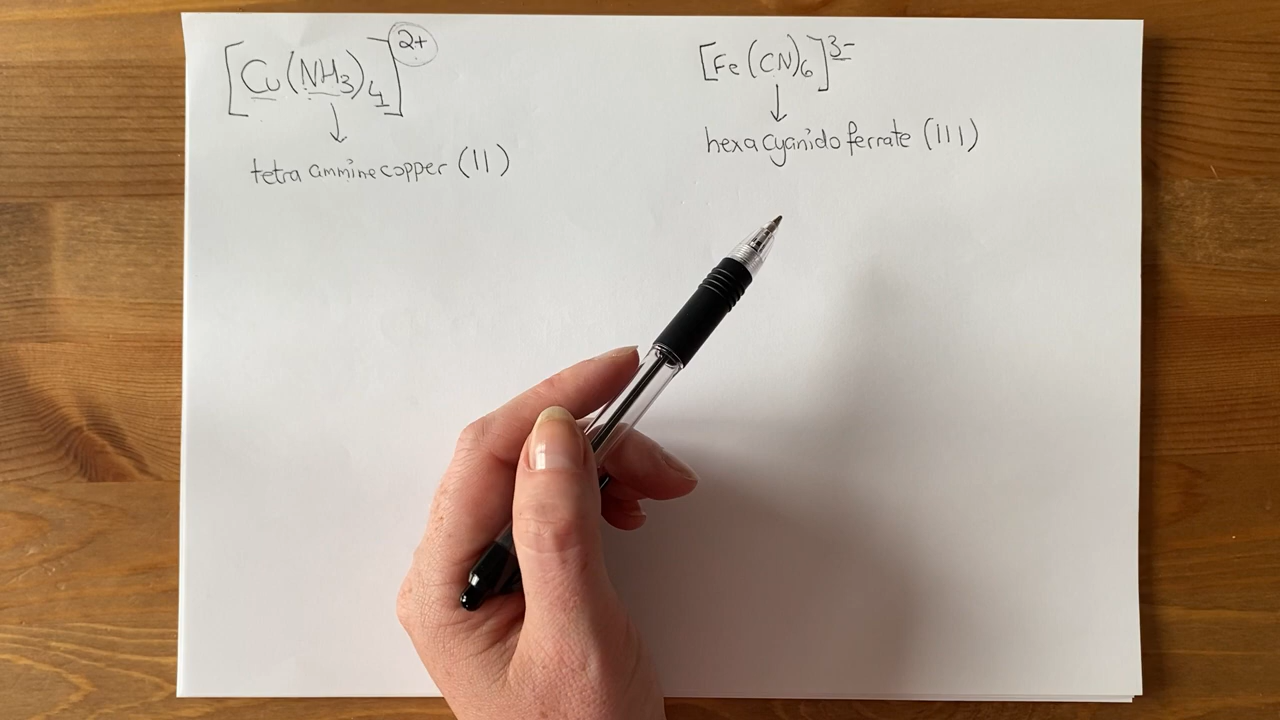 [Cu(NH3)4]2+
tetra amminecopper (II)
[Fe(CN)6]3-
hexacyanido ferrate (III)